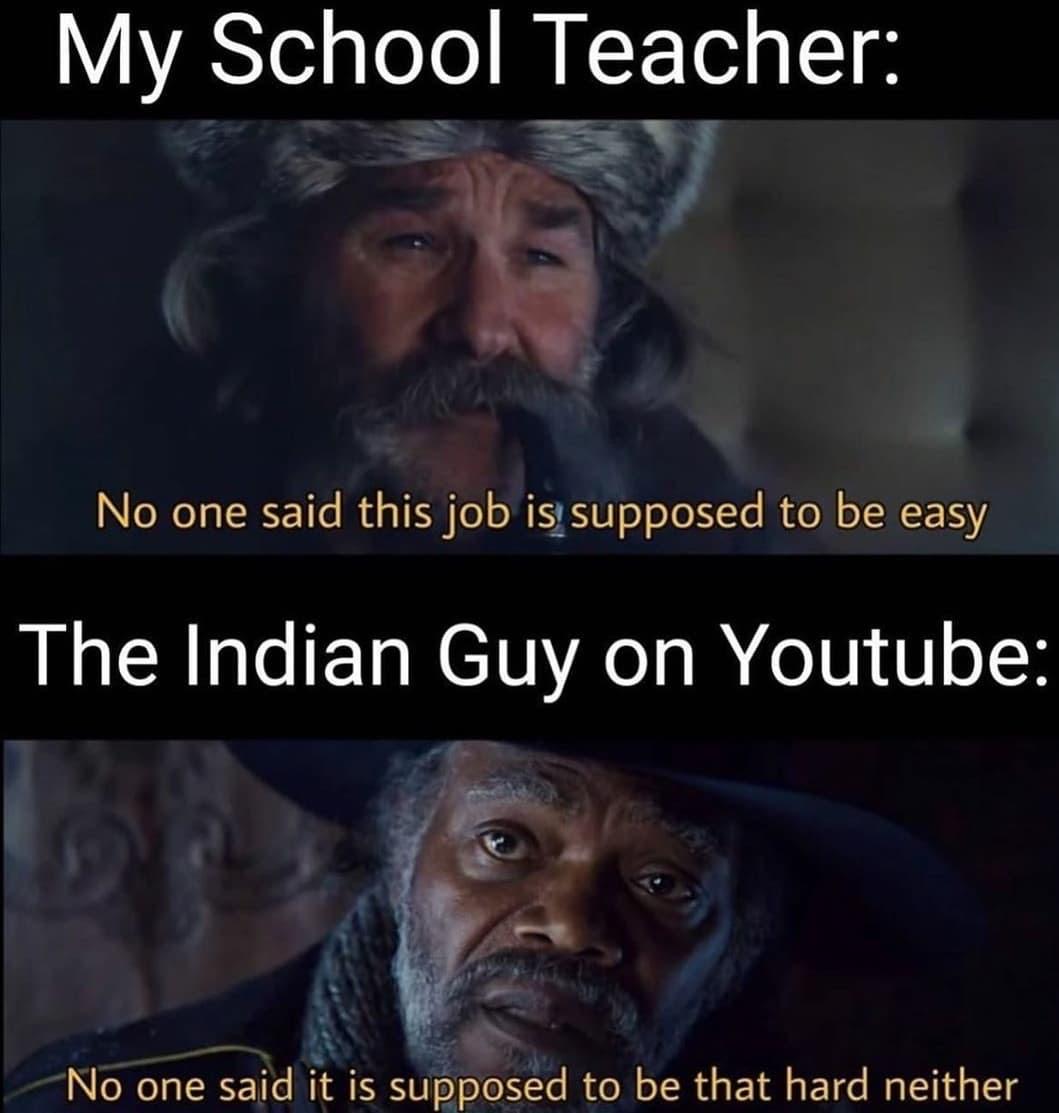 My School Teacher:
No one said this job is supposed to be easy
The Indian Guy on Youtube:
No one said it is supposed to be that hard neither